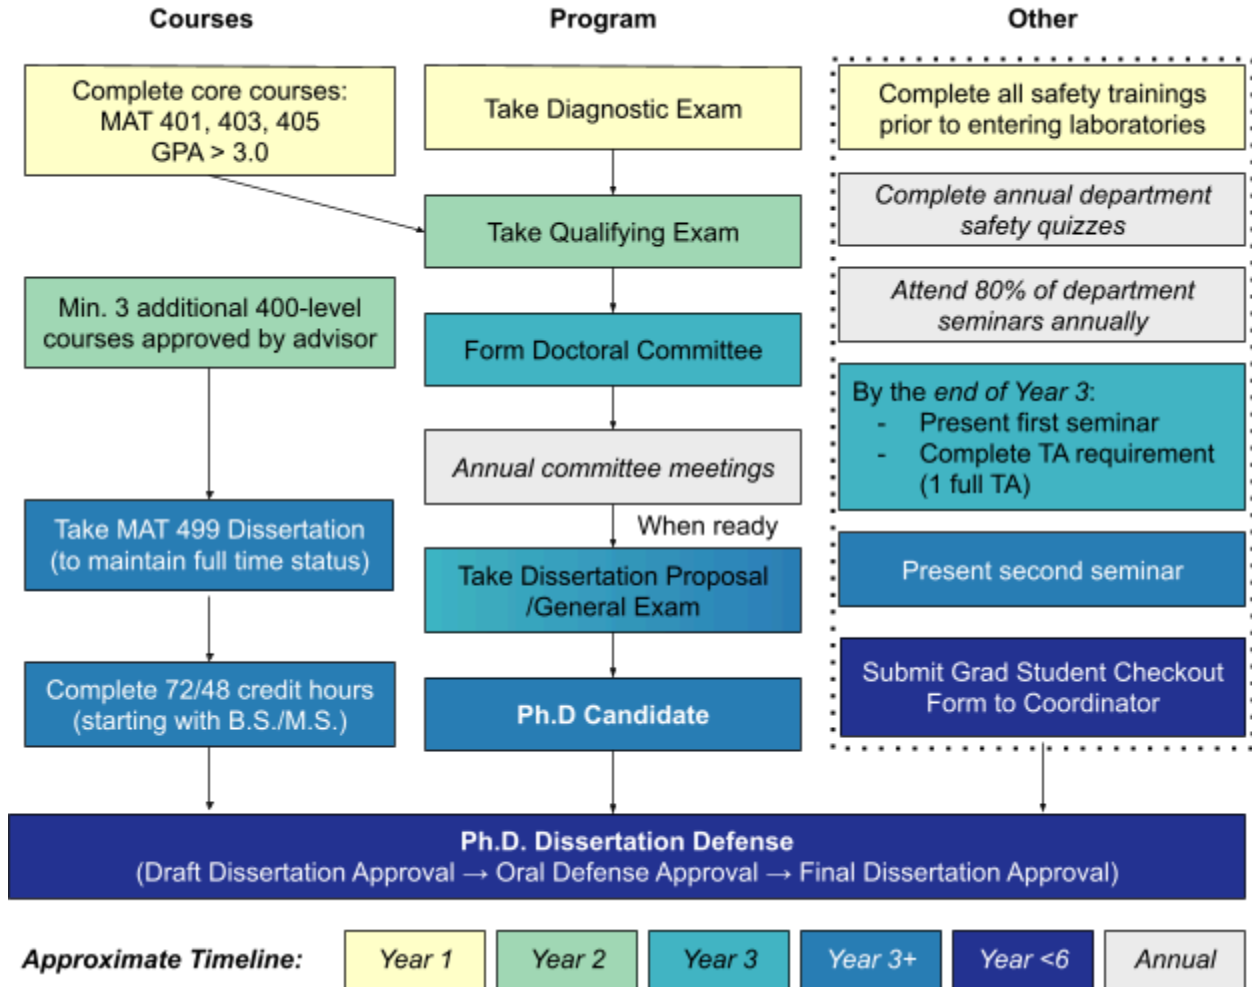 Courses
Complete core courses:
MAT 401, 403, 405
GPA > 3.0
Min. 3 additional 400-level
courses approved by advisor
Take MAT 499 Dissertation
(to maintain full time status)
Complete 72/48 credit hours
(starting with B.S./M.S.)
Program
Take Diagnostic Exam
Take Qualifying Exam
Form Doctoral Committee
Annual committee meetings
When ready
Take Dissertation Proposal
/General Exam
Ph.D Candidate
Other
Complete all safety trainings
prior to entering laboratories
Complete annual department
safety quizzes
Attend 80% of department
seminars annually
By the end of Year 3:
- Present first seminar
- Complete TA requirement
(1 full TA)
Present second seminar
Submit Grad Student Checkout
Form to Coordinator
Ph.D. Dissertation Defense
(Draft Dissertation Approval → Oral Defense Approval → Final Dissertation Approval)
Approximate Timeline:
Year 1
Year 2
Year 3
Year 3+
Year <6
Annual